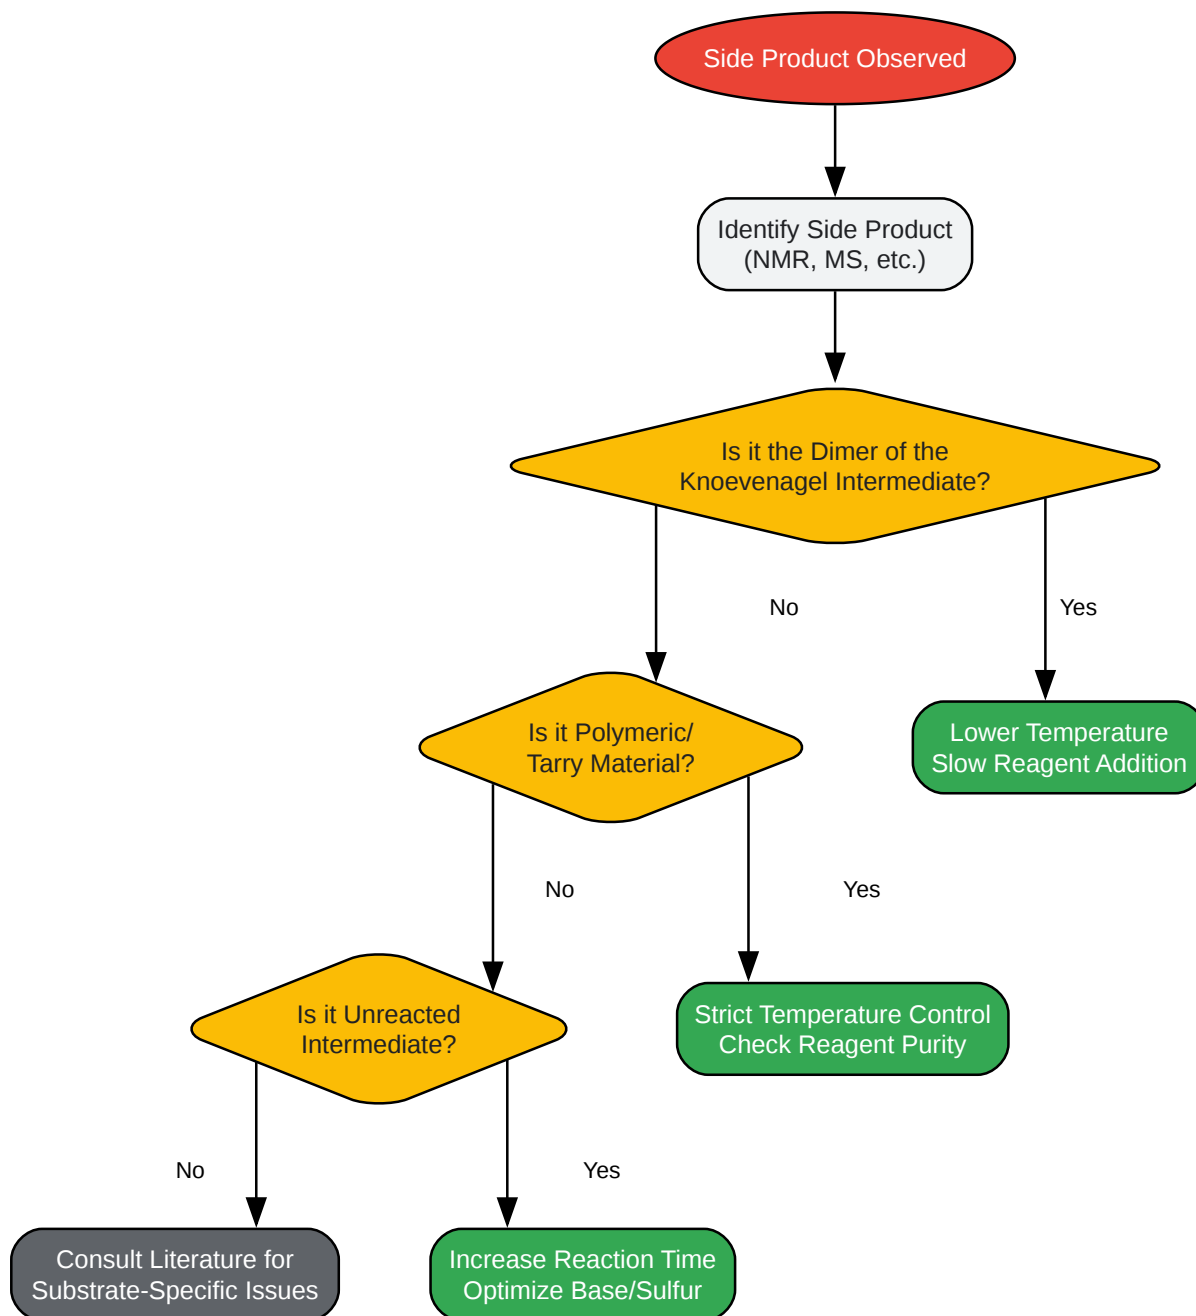 Side Product Observed
Identify Side Product
(NMR, MS, etc.)
Is it the Dimer of the
Knoevenagel Intermediate?
No
Yes
Is it Polymeric/
Tarry Material?
Lower Temperature
Slow Reagent Addition
No
Yes
Is it Unreacted
Intermediate?
Strict Temperature Control
Check Reagent Purity
No
Yes
Consult Literature for
Substrate-Specific Issues
Increase Reaction Time
Optimize Base/Sulfur